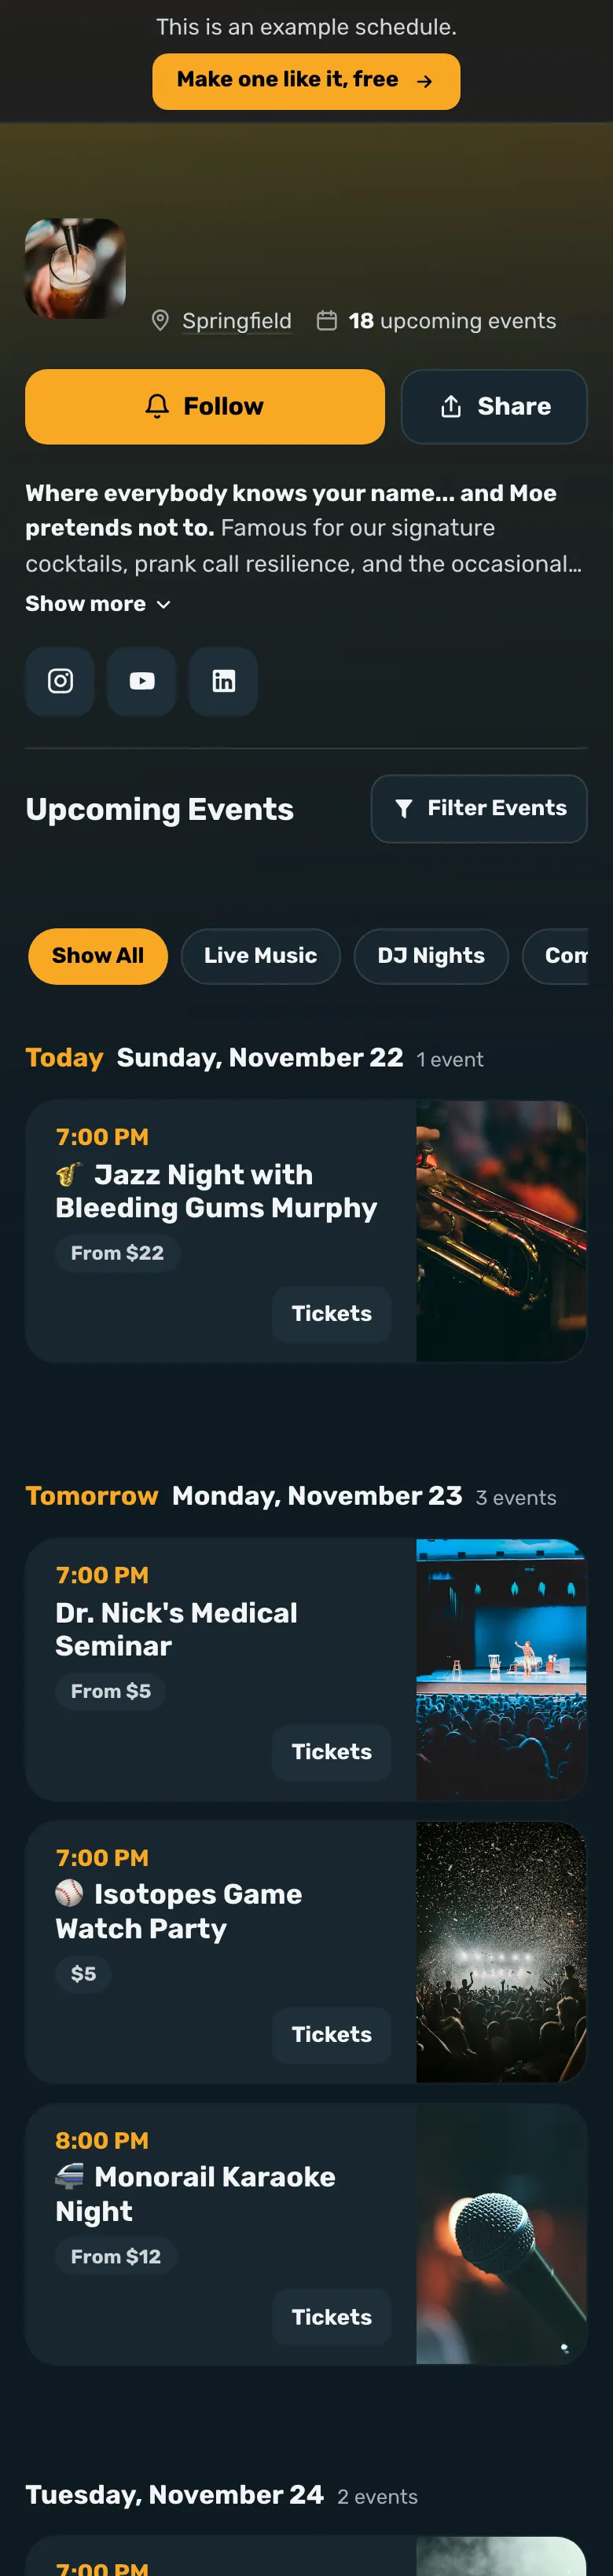 This is an example schedule.
Make one like it, free →
Springfield 18 upcoming events
Follow Share
Where everybody knows your name... and Moe
pretends not to. Famous for our signature
cocktails, prank call resilience, and the occasional...
Show more
Upcoming Events Filter Events
Show All Live Music DJ Nights Com
Today Sunday, November 22 1 event
7:00 PM
🎷 Jazz Night with
Bleeding Gums Murphy
From $22
Tickets
Tomorrow Monday, November 23 3 events
7:00 PM
Dr. Nick's Medical
Seminar
From $5
Tickets
7:00 PM
⚾ Isotopes Game
Watch Party
$5
Tickets
8:00 PM
🚄 Monorail Karaoke
Night
From $12
Tickets
Tuesday, November 24 2 events
7:00 PM